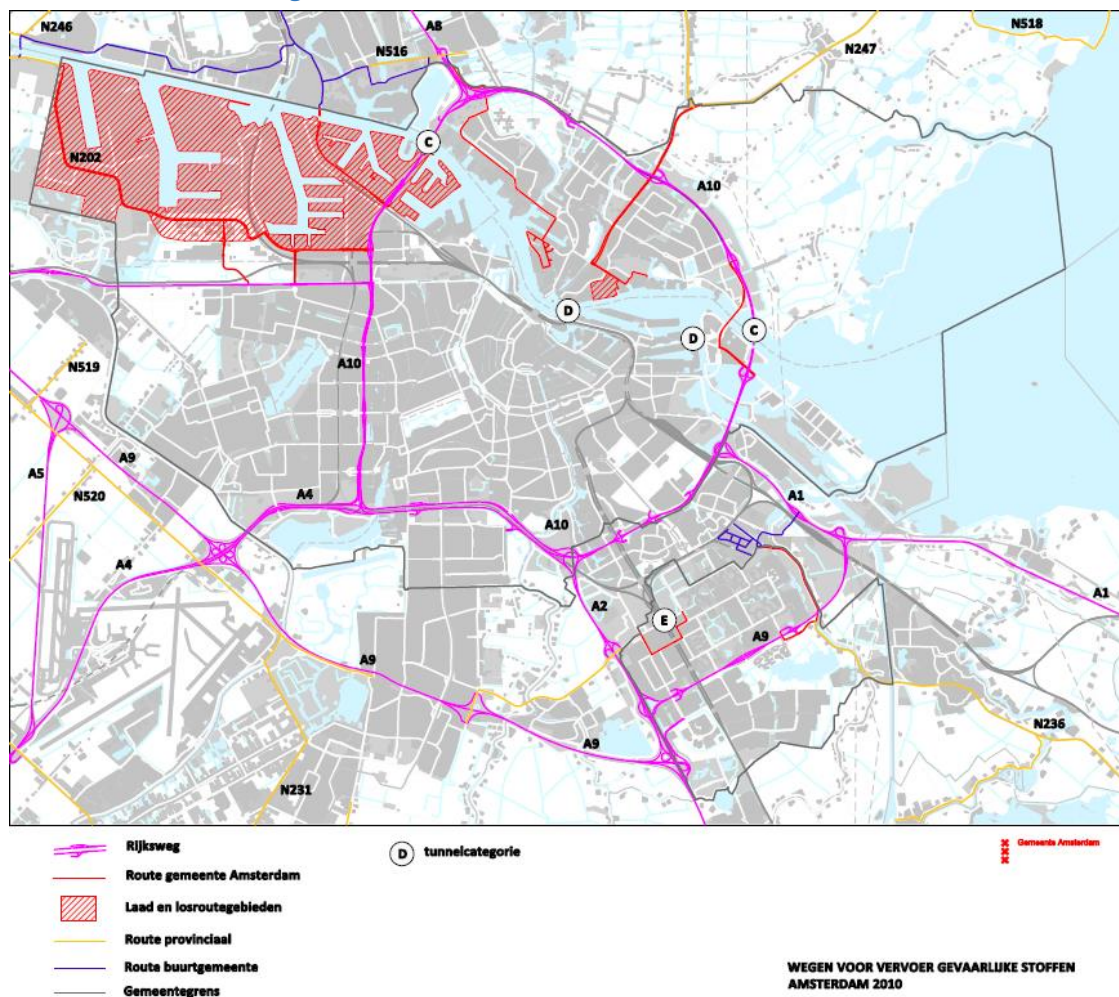 N246
A8
N518
N516
N247
C
N202
A10
D
C
D
A10
N519
A5
A9
N520
A4
A10
A1
A4
A2
A1
E
A9
A9
N236
A9
N231
Rijksweg
D tunnelcategorie
Gemeente Amsterdam
Route gemeente Amsterdam
Laad en losroutegebieden
Route provinciaal
Route buurtgemeente
WEGEN VOOR VERVOER GEVAARLIJKE STOFFEN
AMSTERDAM 2010
Gemeentegrens